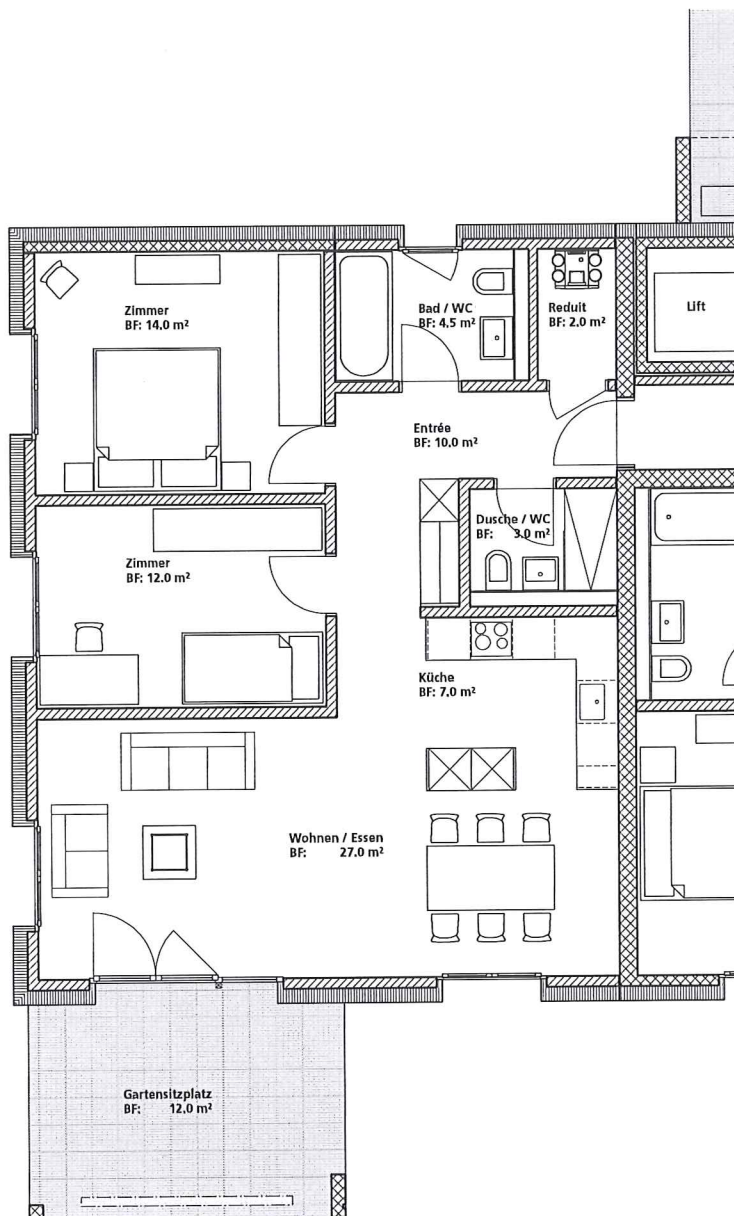 Zimmer
BF: 14.0 m²
Bad / WC
BF: 4.5 m²
Reduit
BF: 2.0 m²
Lift
Entrée
BF: 10.0 m²
Dusche / WC
BF: 3.0 m²
Zimmer
BF: 12.0 m²
Küche
BF: 7.0 m²
Wohnen / Essen
BF: 27.0 m²
Gartensitzplatz
BF: 12.0 m²